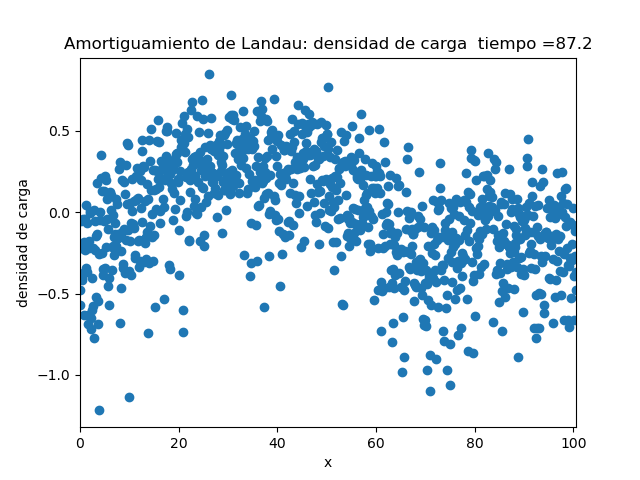 Amortiguamiento de Landau: densidad de carga  tiempo =87.2
densidad de carga
0.5
0.0
−0.5
−1.0
0 20 40 60 80 100
x